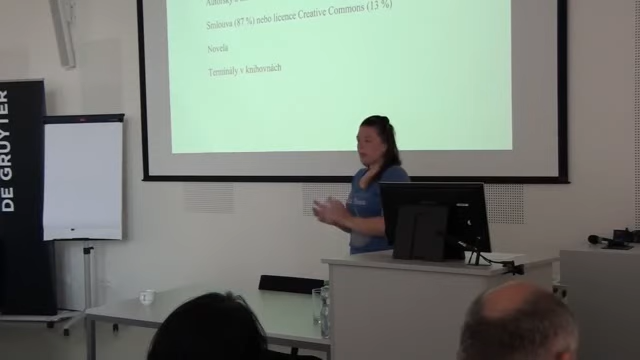 Smlouva (87 %) nebo licence Creative Commons (13 %)
Novela
Terminály v knihovnách
DE GRUYTER